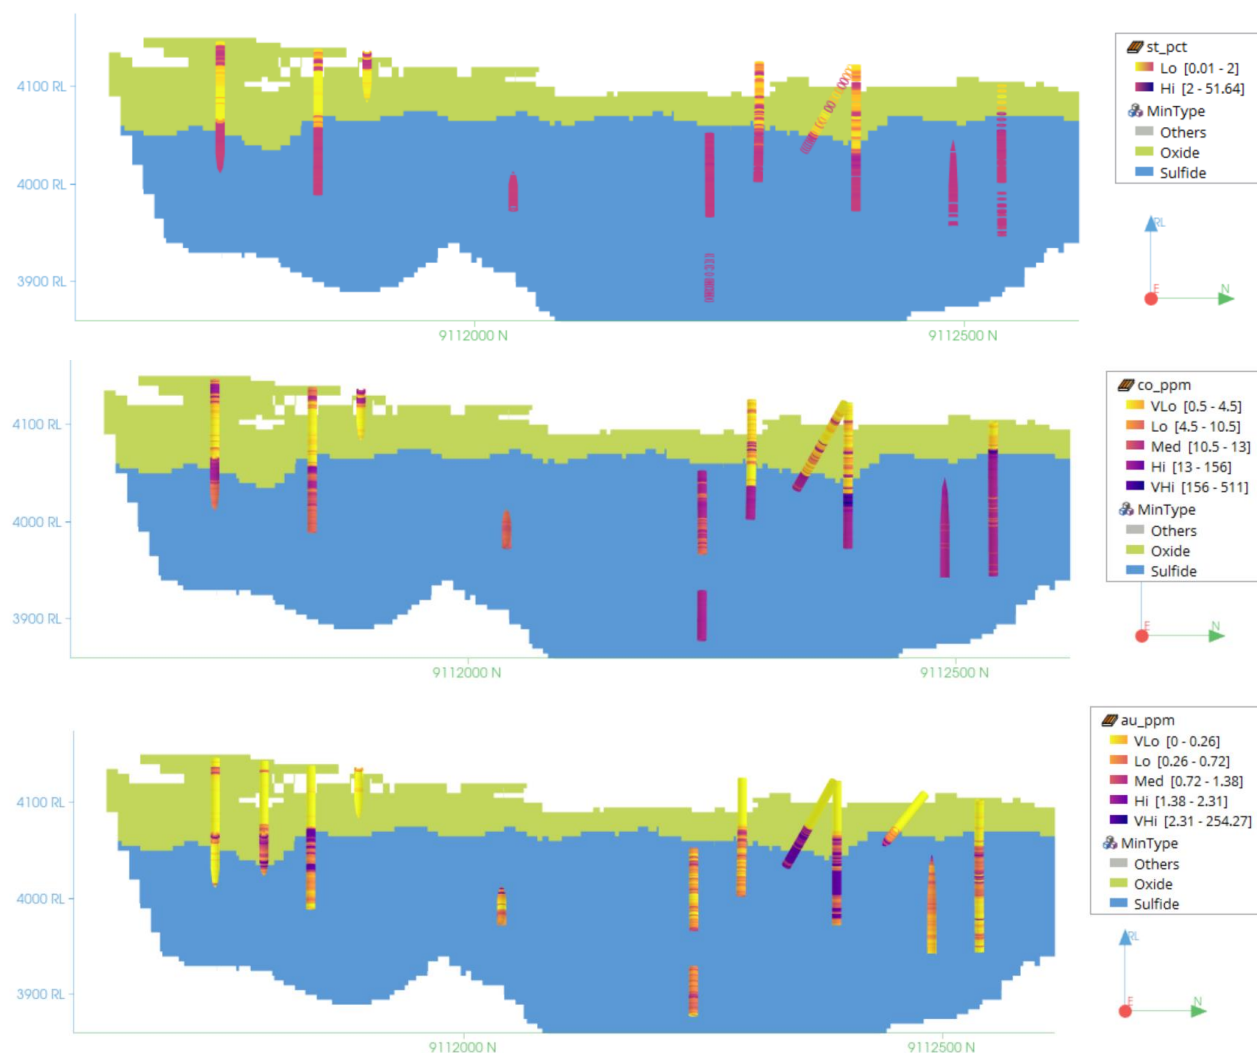 st_pct
Lo [0.01 - 2]
Hi [2 - 51.64]
MinType
Others
Oxide
Sulfide
4100 RL
4000 RL
3900 RL
RL
E
N
9112000 N
9112500 N
co_ppm
VLo [0.5 - 4.5]
Lo [4.5 - 10.5]
Med [10.5 - 13]
Hi [13 - 156]
VHi [156 - 511]
MinType
Others
Oxide
Sulfide
4100 RL
4000 RL
3900 RL
E
N
9112000 N
9112500 N
au_ppm
VLo [0 - 0.26]
Lo [0.26 - 0.72]
Med [0.72 - 1.38]
Hi [1.38 - 2.31]
VHi [2.31 - 254.27]
MinType
Others
Oxide
Sulfide
4100 RL
4000 RL
3900 RL
RL
E
N
9112000 N
9112500 N